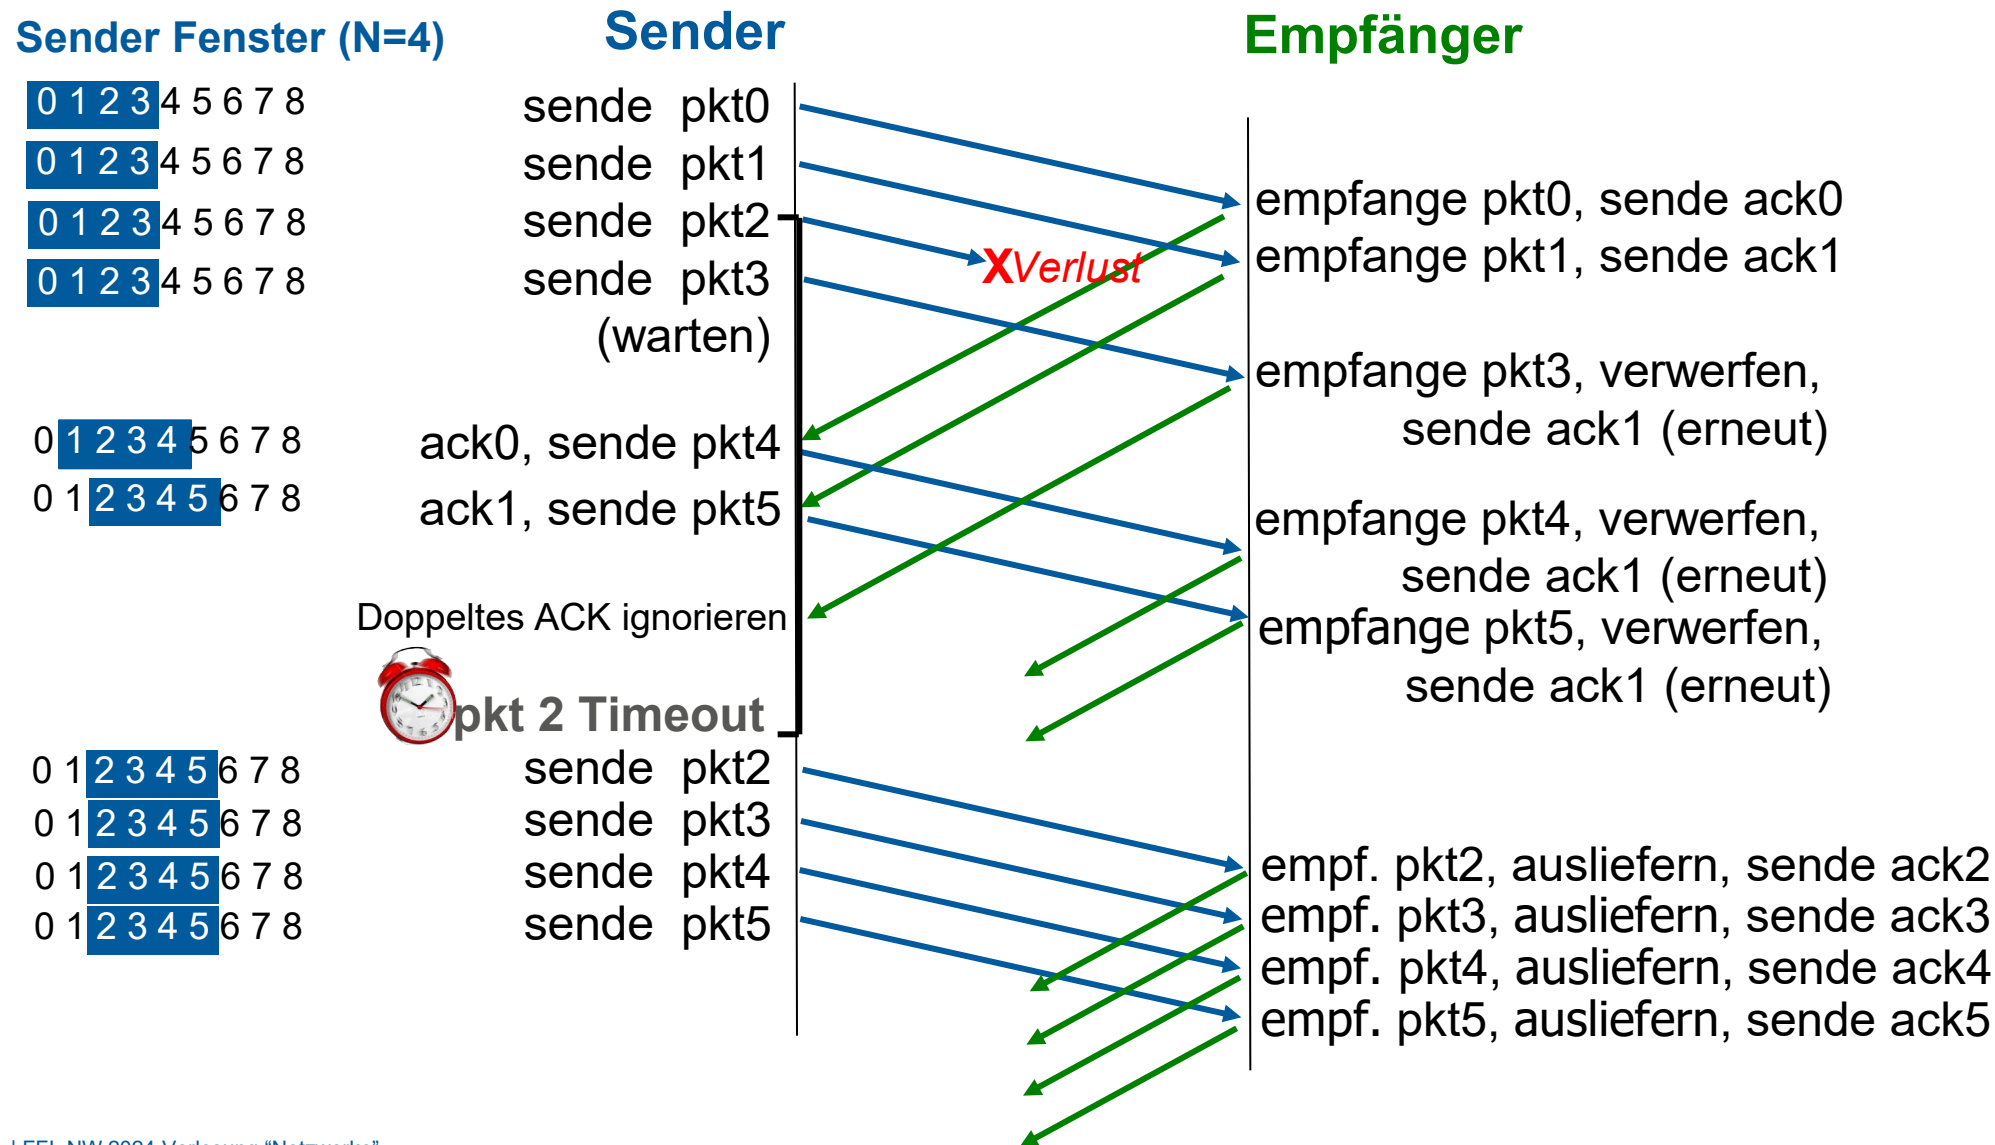 Sender Fenster (N=4) Sender Empfänger
0 1 2 3 4 5 6 7 8 sende pkt0
0 1 2 3 4 5 6 7 8 sende pkt1
empfange pkt0, sende ack0
0 1 2 3 4 5 6 7 8 sende pkt2
XVerlust empfange pkt1, sende ack1
0 1 2 3 4 5 6 7 8 sende pkt3
(warten)
empfange pkt3, verwerfen,
sende ack1 (erneut)
0 1 2 3 4 5 6 7 8 ack0, sende pkt4
0 1 2 3 4 5 6 7 8 ack1, sende pkt5
empfange pkt4, verwerfen,
sende ack1 (erneut)
Doppeltes ACK ignorieren
empfange pkt5, verwerfen,
sende ack1 (erneut)
pkt 2 Timeout
0 1 2 3 4 5 6 7 8 sende pkt2
0 1 2 3 4 5 6 7 8 sende pkt3
0 1 2 3 4 5 6 7 8 sende pkt4
0 1 2 3 4 5 6 7 8 sende pkt5
empf. pkt2, ausliefern, sende ack2
empf. pkt3, ausliefern, sende ack3
empf. pkt4, ausliefern, sende ack4
empf. pkt5, ausliefern, sende ack5